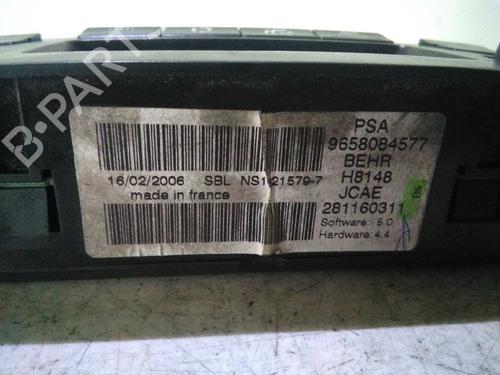 B-PARTS
PSA
9658084577
BEHR
H8148
JCAE
281160311
Software: 5.0
Hardware: 4.4
16/02/2006 SBL NS1 21579-7
made in france